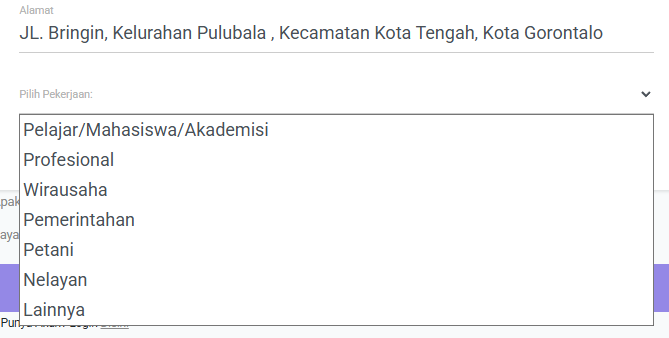 Alamat
JL. Bringin, Kelurahan Pulubala , Kecamatan Kota Tengah, Kota Gorontalo
Pilih Pekerjaan:
Pelajar/Mahasiswa/Akademisi
Profesional
Wirausaha
Pemerintahan
Petani
Nelayan
Lainnya